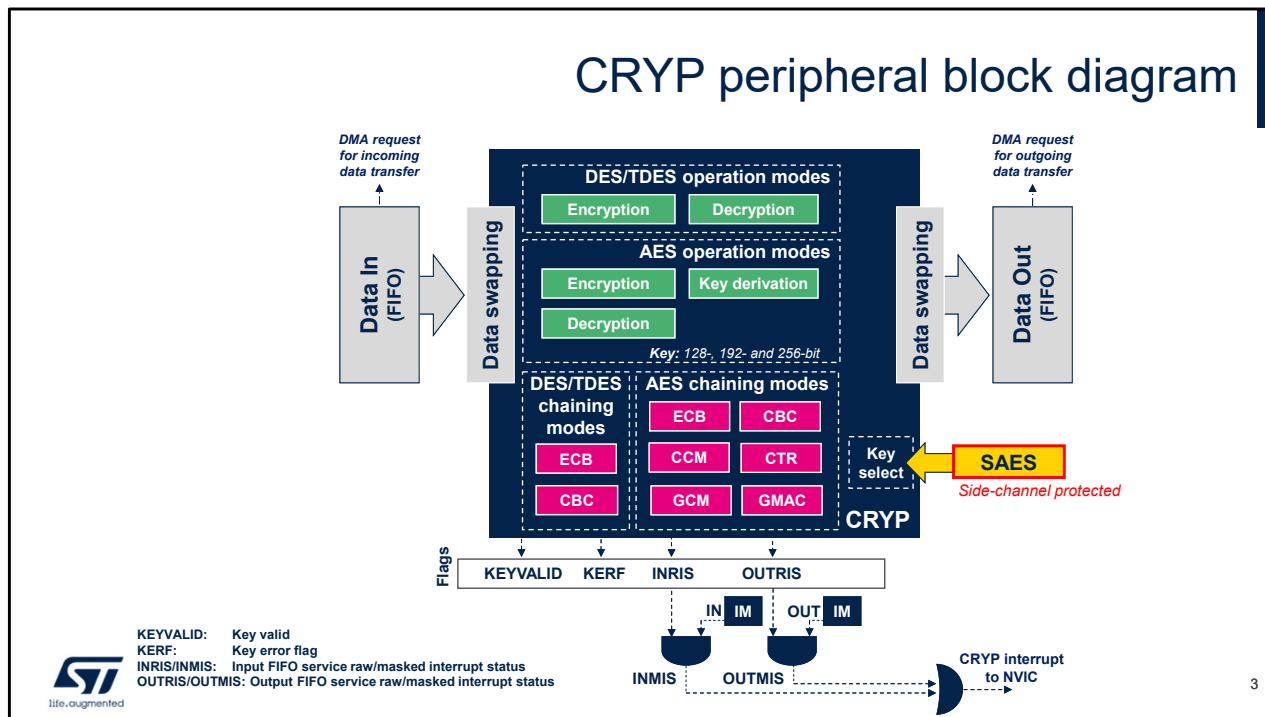 CRYP peripheral block diagram
DMA request
for incoming
data transfer
DMA request
for outgoing
data transfer
Data In
(FIFO)
Data swapping
DES/TDES operation modes
Encryption
Decryption
AES operation modes
Encryption
Key derivation
Decryption
Key: 128-, 192- and 256-bit
DES/TDES
chaining
modes
ECB
CBC
AES chaining modes
ECB
CBC
CCM
CTR
GCM
GMAC
Key
select
CRYP
Data swapping
Data Out
(FIFO)
SAES
Side-channel protected
Flags
KEYVALID
KERF
INRIS
OUTRIS
IN
IM
OUT
IM
INMIS
OUTMIS
CRYP interrupt
to NVIC
KEYVALID: Key valid
KERF: Key error flag
INRIS/INMIS: Input FIFO service raw/masked interrupt status
OUTRIS/OUTMIS: Output FIFO service raw/masked interrupt status
ST
life.augmented
3